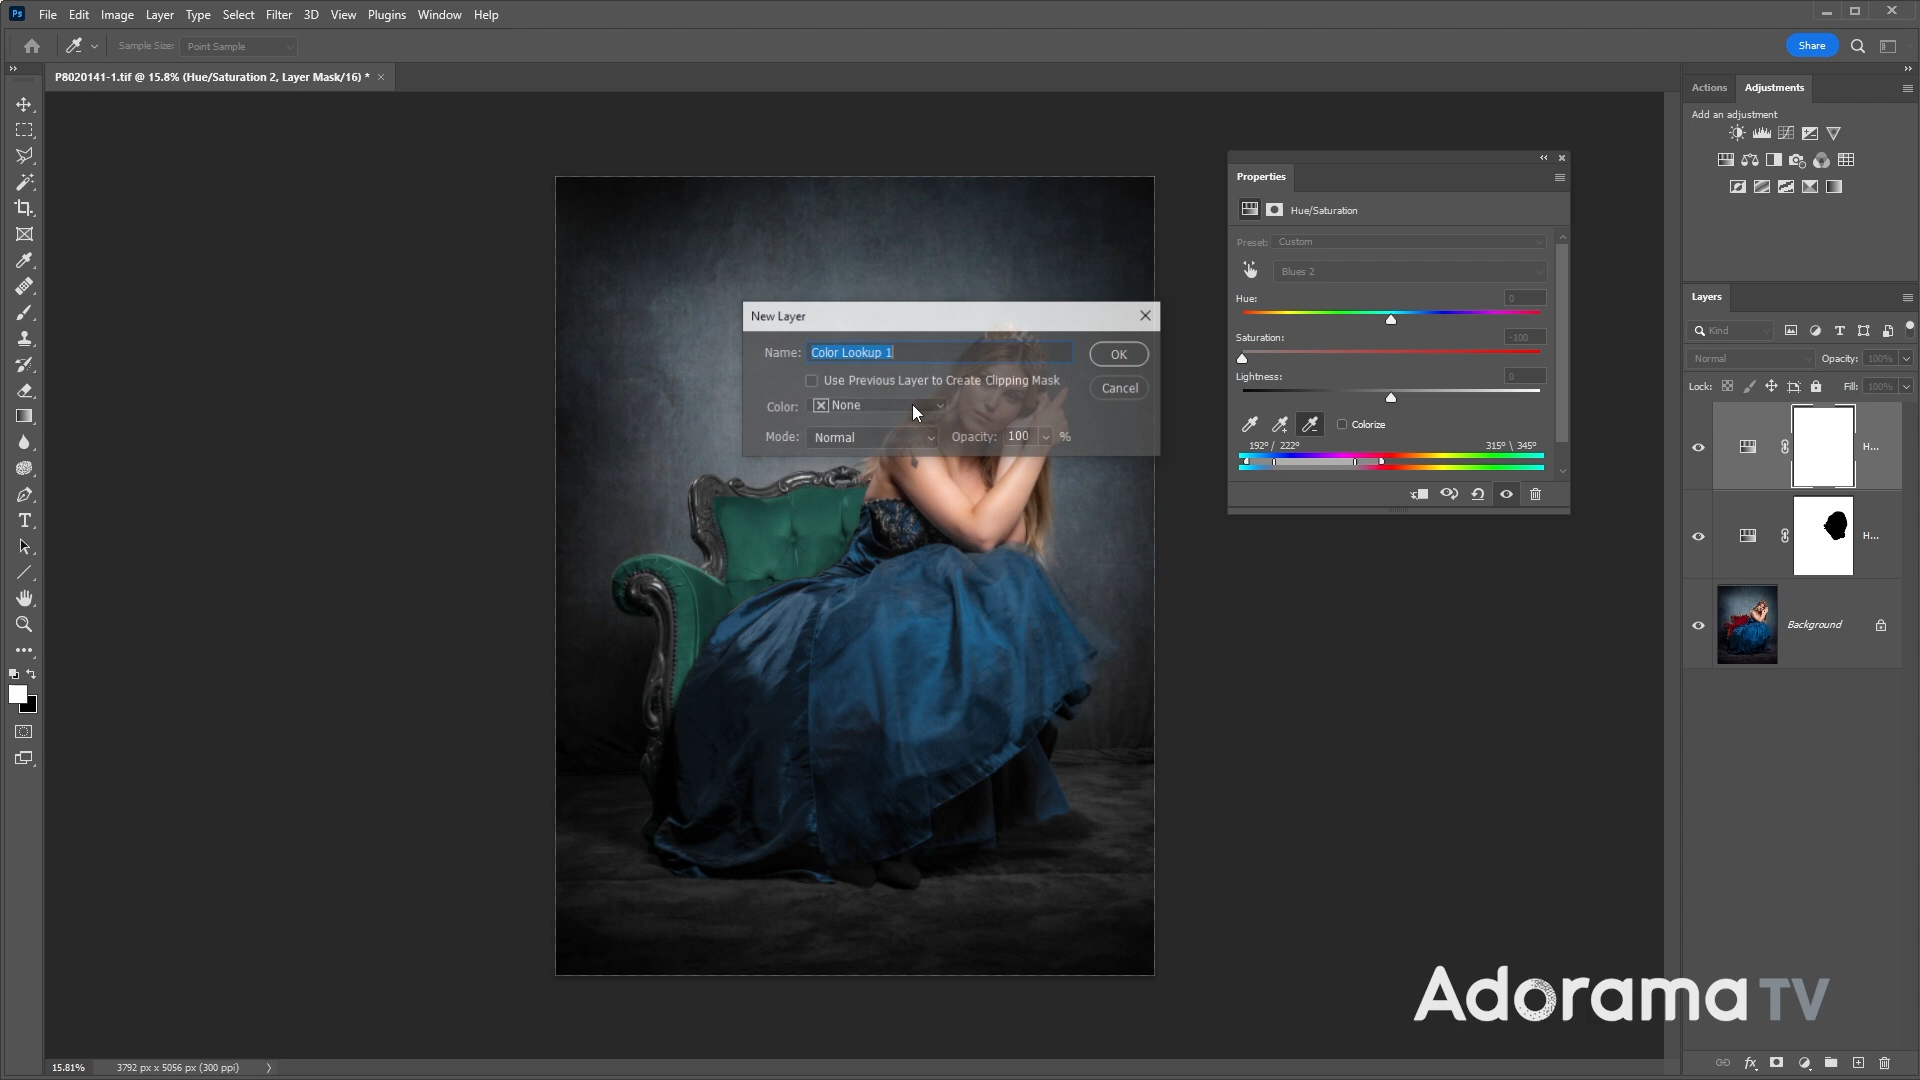 Ps File Edit Image Layer Type Select Filter 3D View Plugins Window Help
Sample Size: Point Sample
Share
P8020141-1.tif @ 15.8% (Hue/Saturation 2, Layer Mask/16) *
Actions Adjustments
Add an adjustment
Properties
Hue/Saturation
Preset: Custom
Blues 2
Hue: 0
Saturation: -100
Lightness: 0
Colorize
192° / 222° 315° \ 345°
New Layer
Name: Color Lookup 1
OK
Use Previous Layer to Create Clipping Mask
Cancel
Color: None
Mode: Normal Opacity: 100 %
Layers
Kind
Normal Opacity: 100%
Lock: Fill: 100%
H...
H...
Background
Adorama TV
15.81% 3792 px x 5056 px (300 ppi)
fx